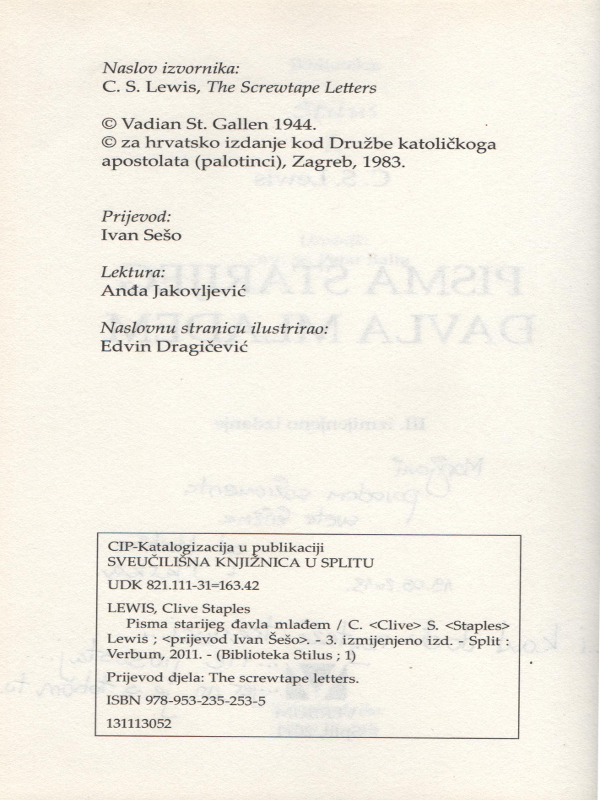 Naslov izvornika:
C. S. Lewis, The Screwtape Letters
© Vadian St. Gallen 1944.
© za hrvatsko izdanje kod Družbe katoličkoga
apostolata (palotinci), Zagreb, 1983.
Prijevod:
Ivan Sešo
Lektura:
Anđa Jakovljević
Naslovnu stranicu ilustrirao:
Edvin Dragičević
CIP-Katalogizacija u publikaciji
SVEUČILIŠNA KNJIŽNICA U SPLITU
UDK 821.111-31=163.42
LEWIS, Clive Staples
Pisma starijeg đavla mlađem / C. <Clive> S. <Staples>
Lewis ; <prijevod Ivan Šešo>. - 3. izmijenjeno izd. - Split :
Verbum, 2011. - (Biblioteka Stilus ; 1)
Prijevod djela: The screwtape letters.
ISBN 978-953-235-253-5
131113052